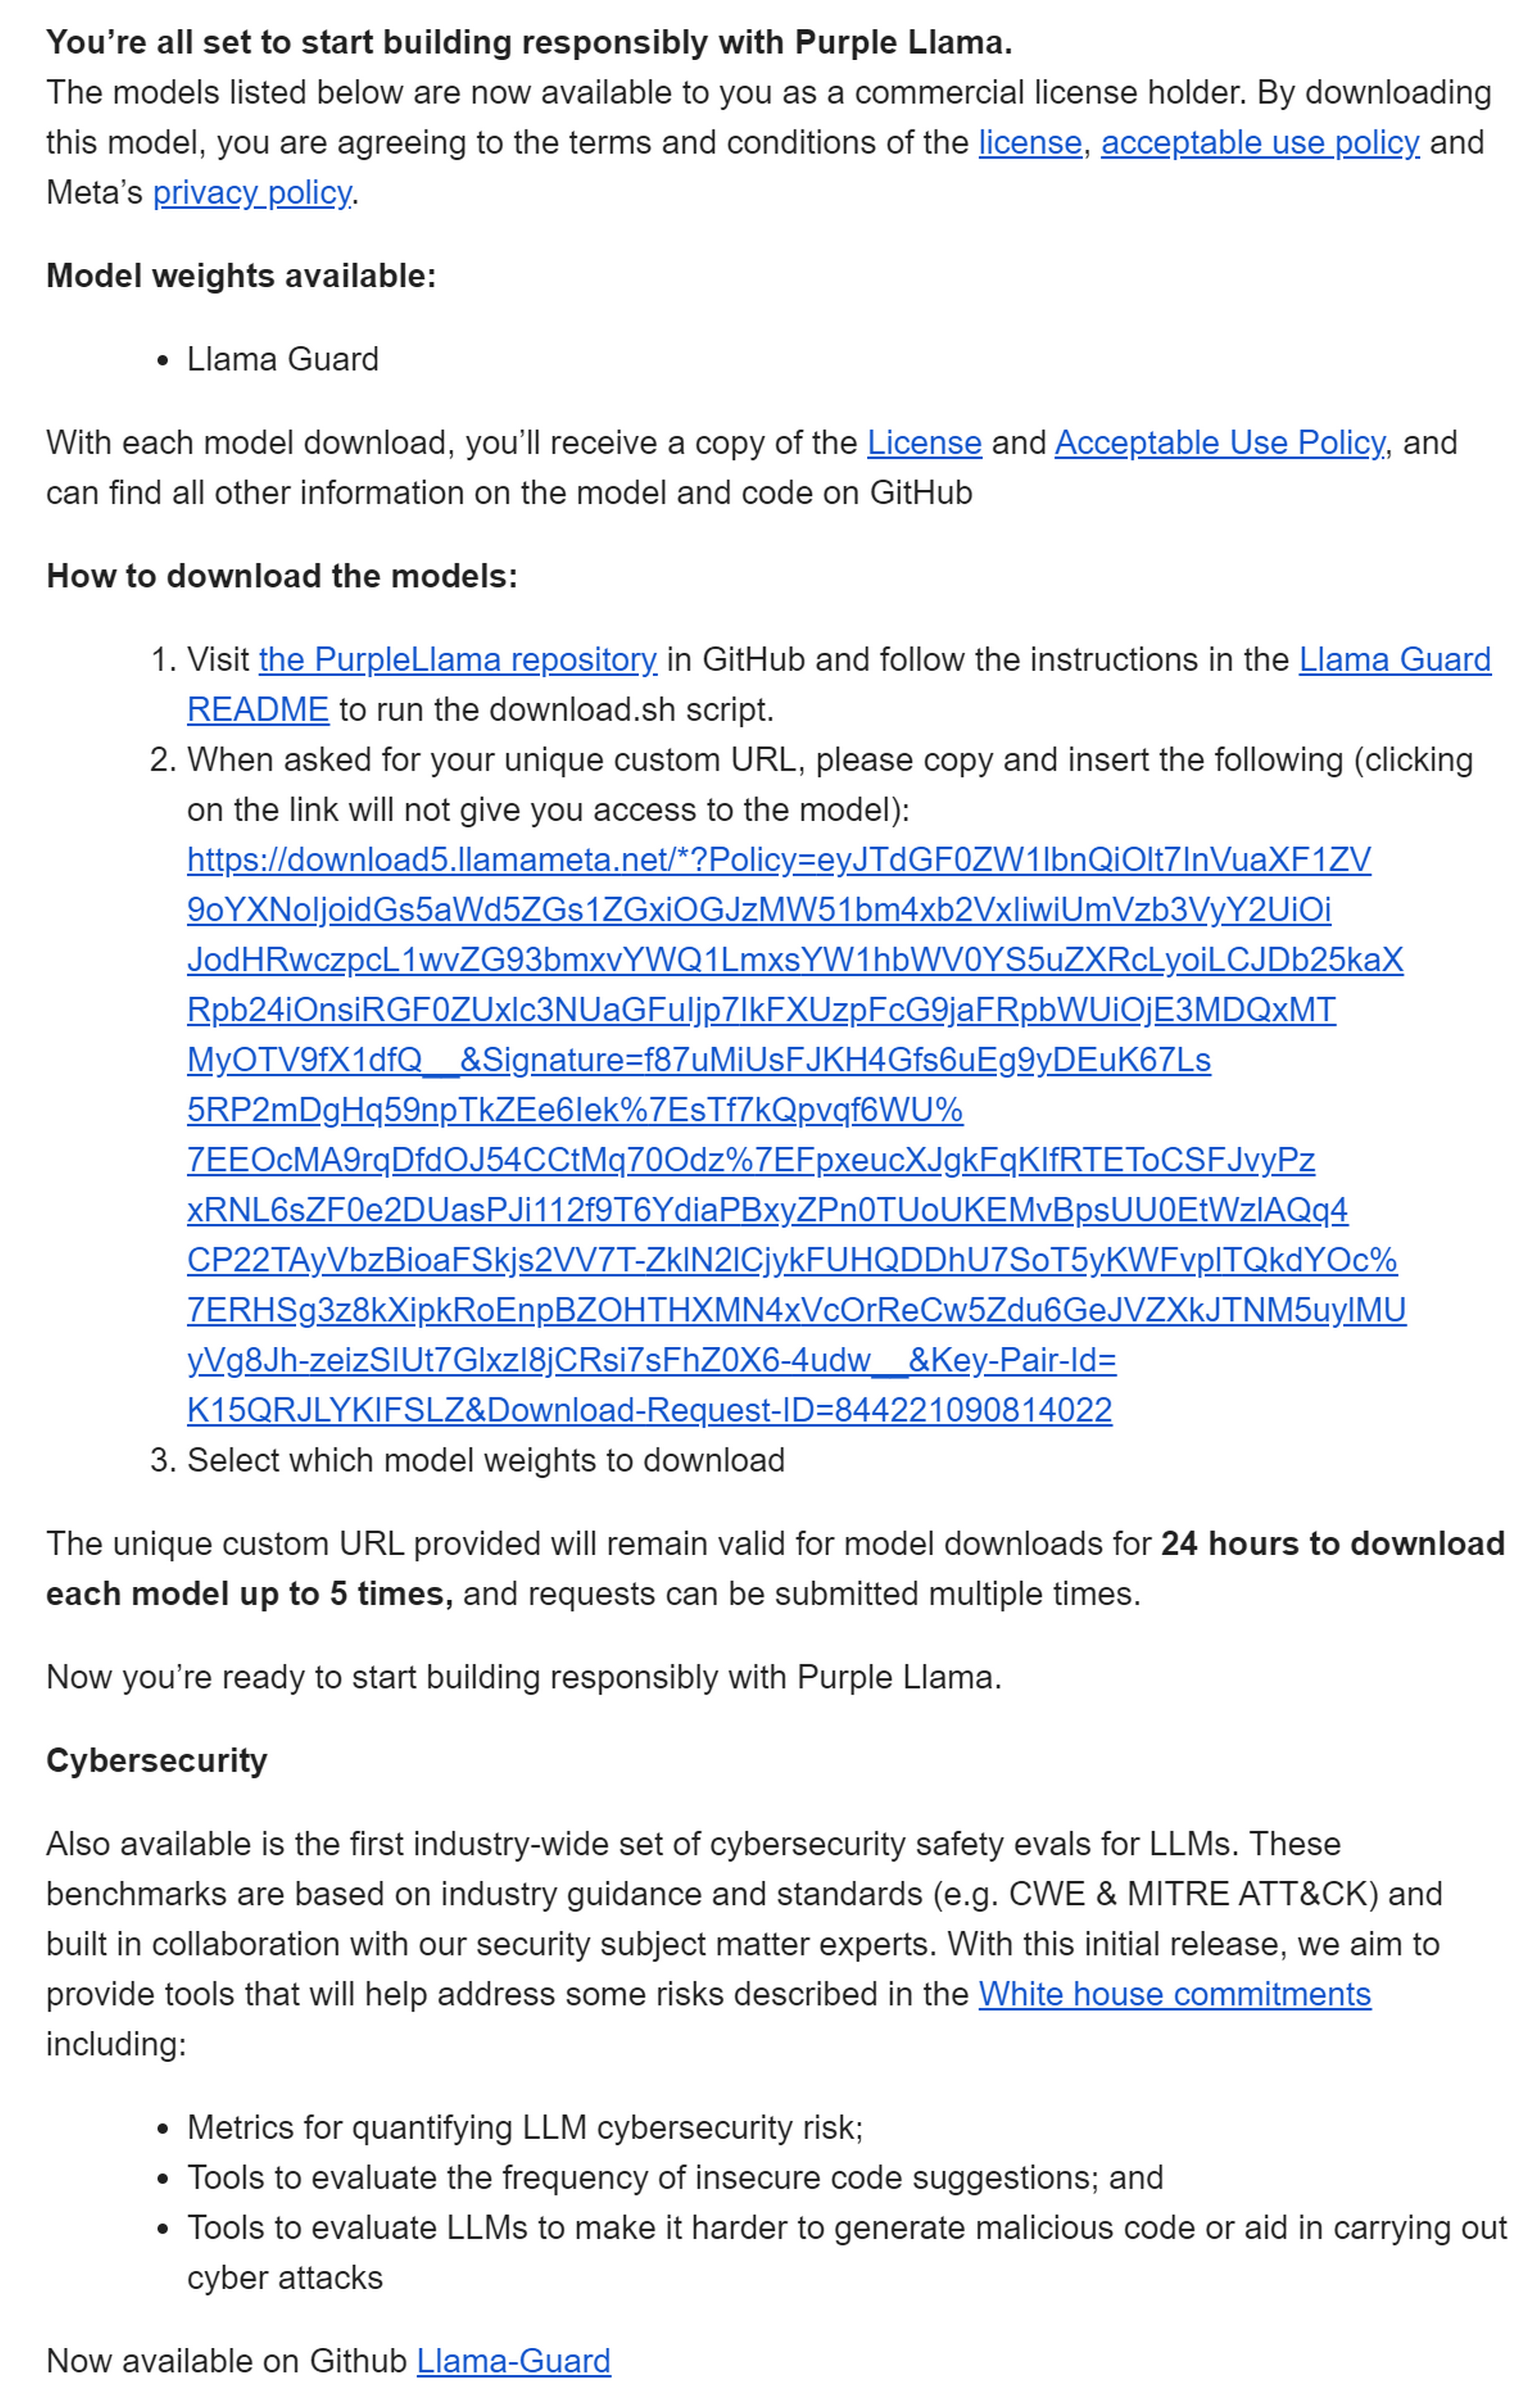 You’re all set to start building responsibly with Purple Llama.
The models listed below are now available to you as a commercial license holder. By downloading
this model, you are agreeing to the terms and conditions of the license, acceptable use policy and
Meta’s privacy policy.
Model weights available:
• Llama Guard
With each model download, you’ll receive a copy of the License and Acceptable Use Policy, and
can find all other information on the model and code on GitHub
How to download the models:
1. Visit the PurpleLlama repository in GitHub and follow the instructions in the Llama Guard
README to run the download.sh script.
2. When asked for your unique custom URL, please copy and insert the following (clicking
on the link will not give you access to the model):
https://download5.llamameta.net/*?Policy=eyJTdGF0ZW1lbnQiOlt7InVuaXF1ZV
9oYXNoIjoidGs5aWd5ZGs1ZGxiOGJzMW51bm4xb2VxIiwiUmVzb3VyY2UiOi
JodHRwczpcL1wvZG93bmxvYWQ1LmxsYW1hbWV0YS5uZXRcLyoiLCJDb25kaX
Rpb24iOnsiRGF0ZUxlc3NUaGFuIjp7IkFXUzpFcG9jaFRpbWUiOjE3MDQxMT
MyOTV9fX1dfQ__&Signature=f87uMiUsFJKH4Gfs6uEg9yDEuK67Ls
5RP2mDgHq59npTkZEe6Iek%7EsTf7kQpvqf6WU%
7EEOcMA9rqDfdOJ54CCtMq70Odz%7EFpxeucXJgkFqKlfRTEToCSFJvyPz
xRNL6sZF0e2DUasPJi112f9T6YdiaPBxyZPn0TUoUKEMvBpsUU0EtWzlAQq4
CP22TAyVbzBioaFSkjs2VV7T-ZklN2lCjykFUHQDDhU7SoT5yKWFvplTQkdYOc%
7ERHSg3z8kXipkRoEnpBZOHTHXMN4xVcOrReCw5Zdu6GeJVZXkJTNM5uylMU
yVg8Jh-zeizSIUt7Glxzl8jCRsi7sFhZ0X6-4udw__&Key-Pair-Id=
K15QRJLYKIFSLZ&Download-Request-ID=844221090814022
3. Select which model weights to download
The unique custom URL provided will remain valid for model downloads for 24 hours to download
each model up to 5 times, and requests can be submitted multiple times.
Now you’re ready to start building responsibly with Purple Llama.
Cybersecurity
Also available is the first industry-wide set of cybersecurity safety evals for LLMs. These
benchmarks are based on industry guidance and standards (e.g. CWE & MITRE ATT&CK) and
built in collaboration with our security subject matter experts. With this initial release, we aim to
provide tools that will help address some risks described in the White house commitments
including:
• Metrics for quantifying LLM cybersecurity risk;
• Tools to evaluate the frequency of insecure code suggestions; and
• Tools to evaluate LLMs to make it harder to generate malicious code or aid in carrying out
cyber attacks
Now available on Github Llama-Guard